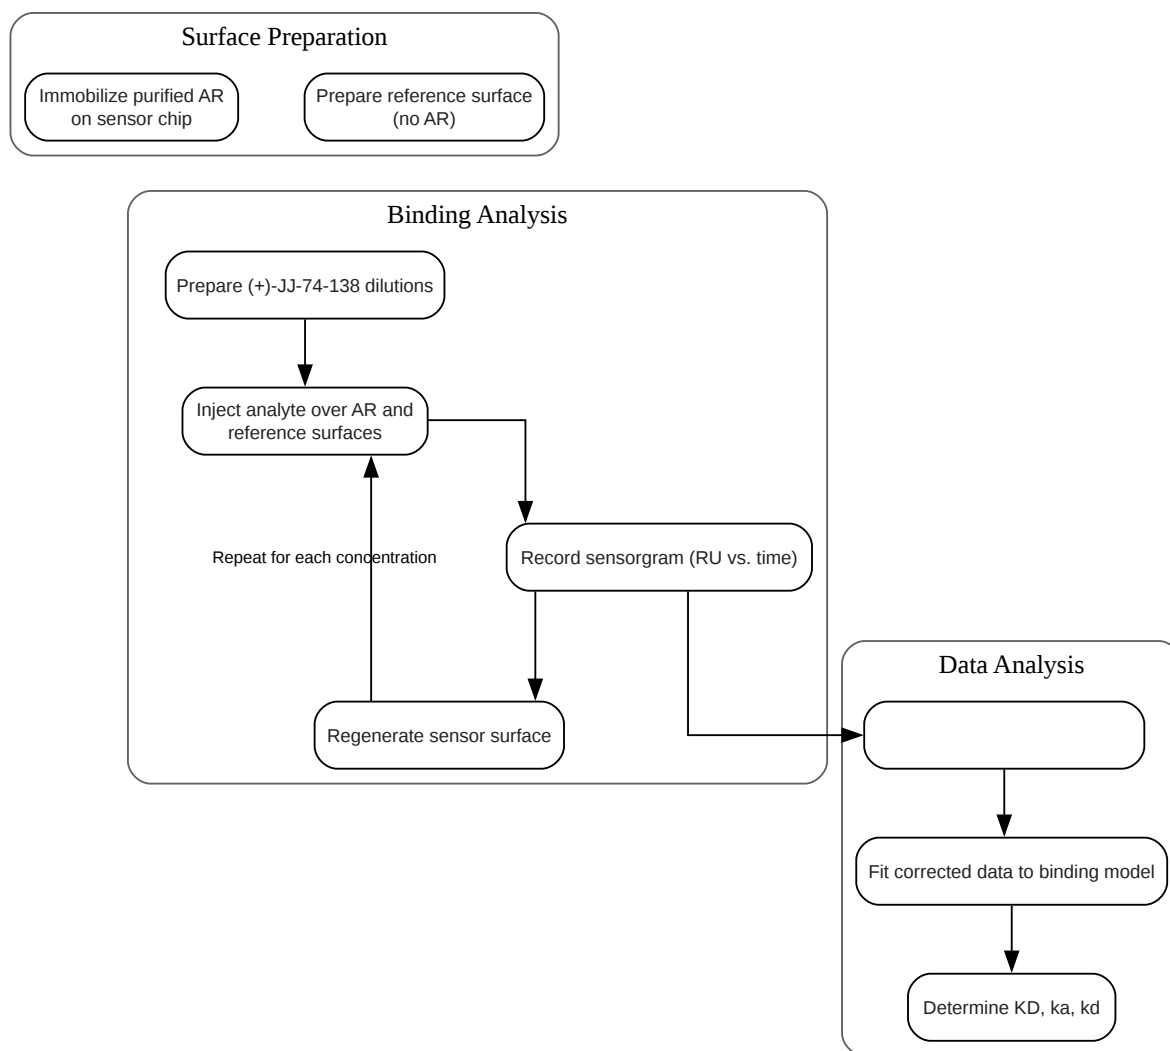 Surface Preparation
Immobilize purified AR
on sensor chip
Prepare reference surface
(no AR)
Binding Analysis
Prepare (+)-JJ-74-138 dilutions
Inject analyte over AR and
reference surfaces
Repeat for each concentration
Record sensorgram (RU vs. time)
Regenerate sensor surface
Data Analysis
Fit corrected data to binding model
Determine KD, ka, kd